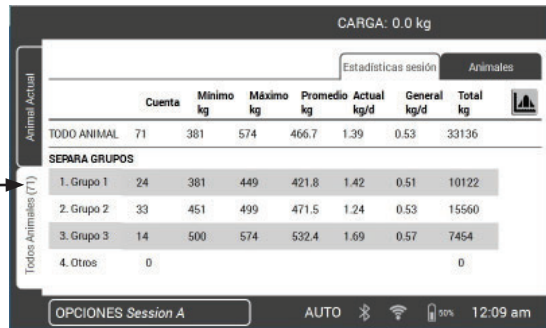 CARGA: 0.0 kg
Animal Actual
Todos Animales (71)
Estadísticas sesión Animales
Cuenta Mínimo kg Máximo kg Promedio kg Actual kg/d General kg/d Total kg
TODO ANIMAL 71 381 574 466.7 1.39 0.53 33136
SEPARA GRUPOS
1. Grupo 1 24 381 449 421.8 1.42 0.51 10122
2. Grupo 2 33 451 499 471.5 1.24 0.53 15560
3. Grupo 3 14 500 574 532.4 1.69 0.57 7454
4. Otros 0 0
OPCIONES Session A AUTO 50% 12:09 am